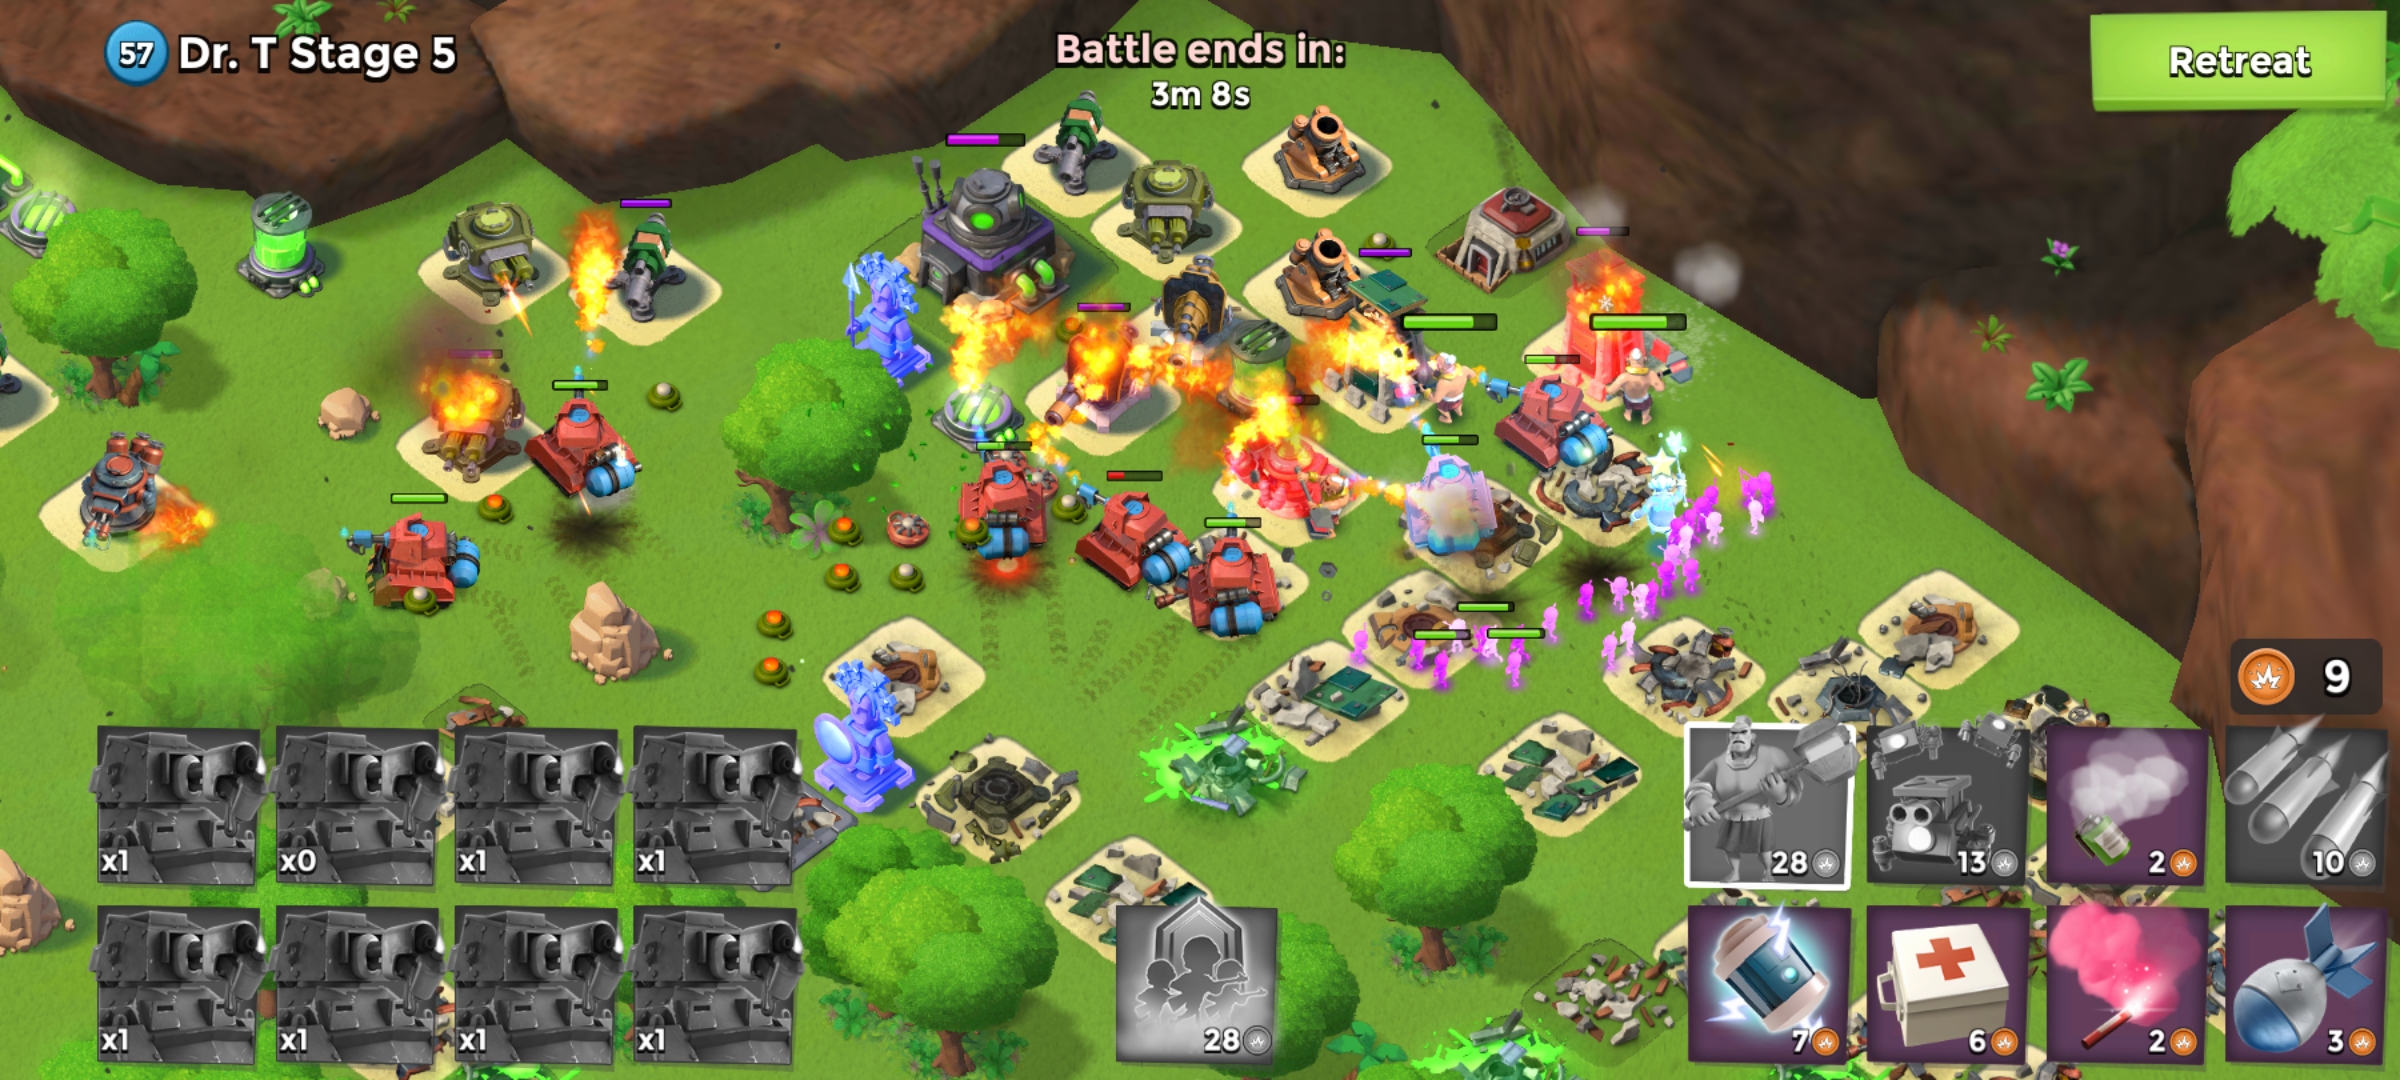 57 Dr. T Stage 5
Battle ends in:
3m 8s
Retreat
9
x1
x0
x1
x1
28
13
2
10
x1
x1
x1
x1
28
7
6
2
3